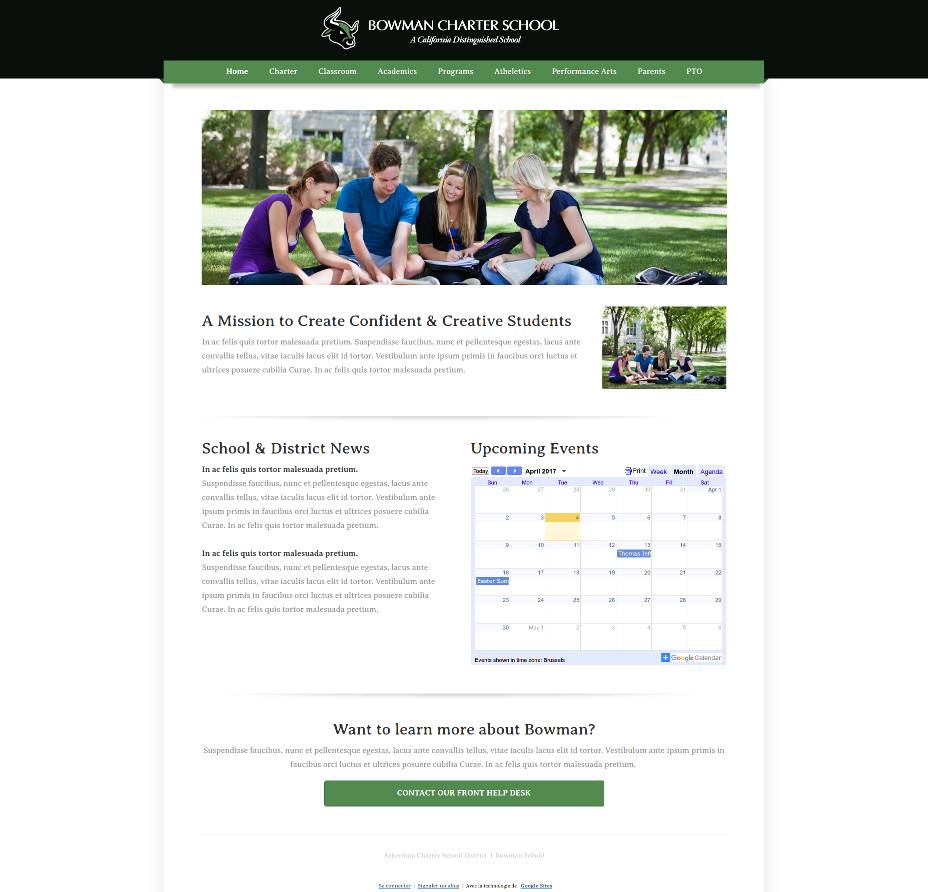 BOWMAN CHARTER SCHOOL
A California Distinguished School
Home Charter Classroom Academics Programs Atheletics Performance Arts Parents PTO
A Mission to Create Confident & Creative Students
In ac felis quis tortor malesuada pretium. Suspendisse faucibus, nunc et pellentesque egestas, lacus ante
convallis tellus, vitae iaculis lacus elit id tortor. Vestibulum ante ipsum primis in faucibus orci luctus et
ultrices posuere cubilia Curae. In ac felis quis tortor malesuada pretium.
School & District News
In ac felis quis tortor malesuada pretium.
Suspendisse faucibus, nunc et pellentesque egestas, lacus ante
convallis tellus, vitae iaculis lacus elit id tortor. Vestibulum ante
ipsum primis in faucibus orci luctus et ultrices posuere cubilia
Curae. In ac felis quis tortor malesuada pretium.
In ac felis quis tortor malesuada pretium.
Suspendisse faucibus, nunc et pellentesque egestas, lacus ante
convallis tellus, vitae iaculis lacus elit id tortor. Vestibulum ante
ipsum primis in faucibus orci luctus et ultrices posuere cubilia
Curae. In ac felis quis tortor malesuada pretium.
Upcoming Events
Today April 2017 Print Week Month Agenda
Sun Mon Tue Wed Thu Fri Sat
26 27 28 29 30 31 Apr 1
2 3 4 5 6 7 8
9 10 11 12 13 14 15
Thomas Jeff
16 17 18 19 20 21 22
Easter Sun
23 24 25 26 27 28 29
30 May 1 2 3 4 5 6
Events shown in time zone: Brussels
Google Calendar
Want to learn more about Bowman?
Suspendisse faucibus, nunc et pellentesque egestas, lacus ante convallis tellus, vitae iaculis lacus elit id tortor. Vestibulum ante ipsum primis in
faucibus orci luctus et ultrices posuere cubilia Curae. In ac felis quis tortor malesuada pretium.
CONTACT OUR FRONT HELP DESK
Ackerman Charter School District | Bowman School
Se connecter | Signaler un abus | Avec la technologie de Google Sites